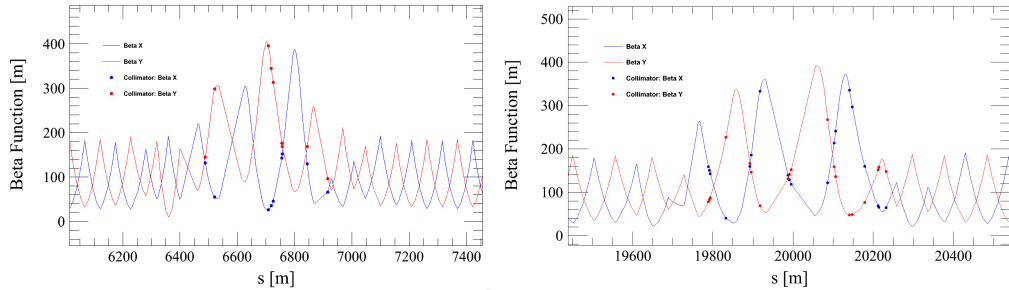 Beta Function [m]
400
300
200
100
0
Beta X
Beta Y
Collimator: Beta X
Collimator: Beta Y
6200 6400 6600 6800 7000 7200 7400
s [m]
Beta Function [m]
500
400
300
200
100
0
Beta X
Beta Y
Collimator: Beta X
Collimator: Beta Y
19600 19800 20000 20200 20400
s [m]